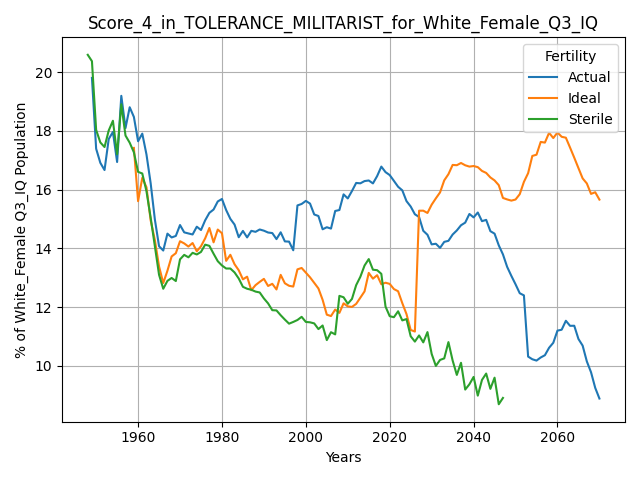 Score_4_in_TOLERANCE_MILITARIST_for_White_Female_Q3_IQ
Fertility
Actual
Ideal
Sterile
% of White_Female Q3_IQ Population
20
18
16
14
12
10
1960
1980
2000
2020
2040
2060
Years